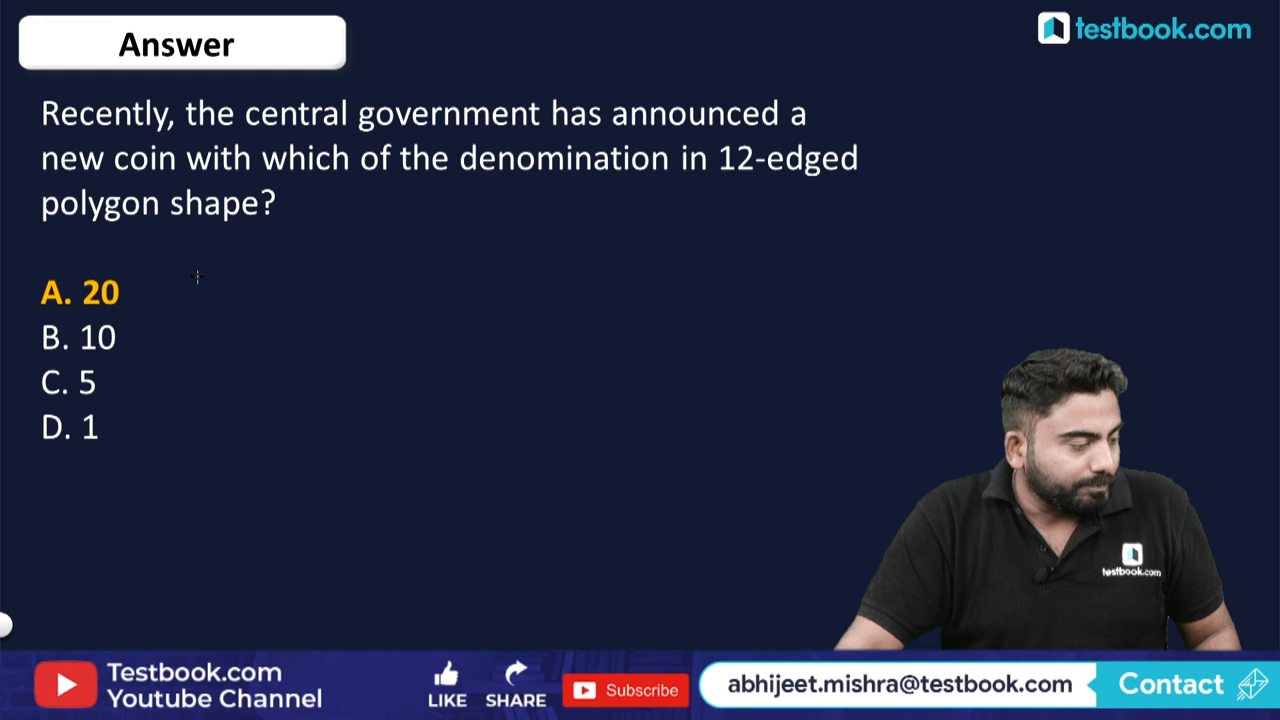 Answer
testbook.com
Recently, the central government has announced a
new coin with which of the denomination in 12-edged
polygon shape?
A. 20
B. 10
C. 5
D. 1
testbook.com
Testbook.com
Youtube Channel
LIKE
SHARE
Subscribe
abhijeet.mishra@testbook.com
Contact